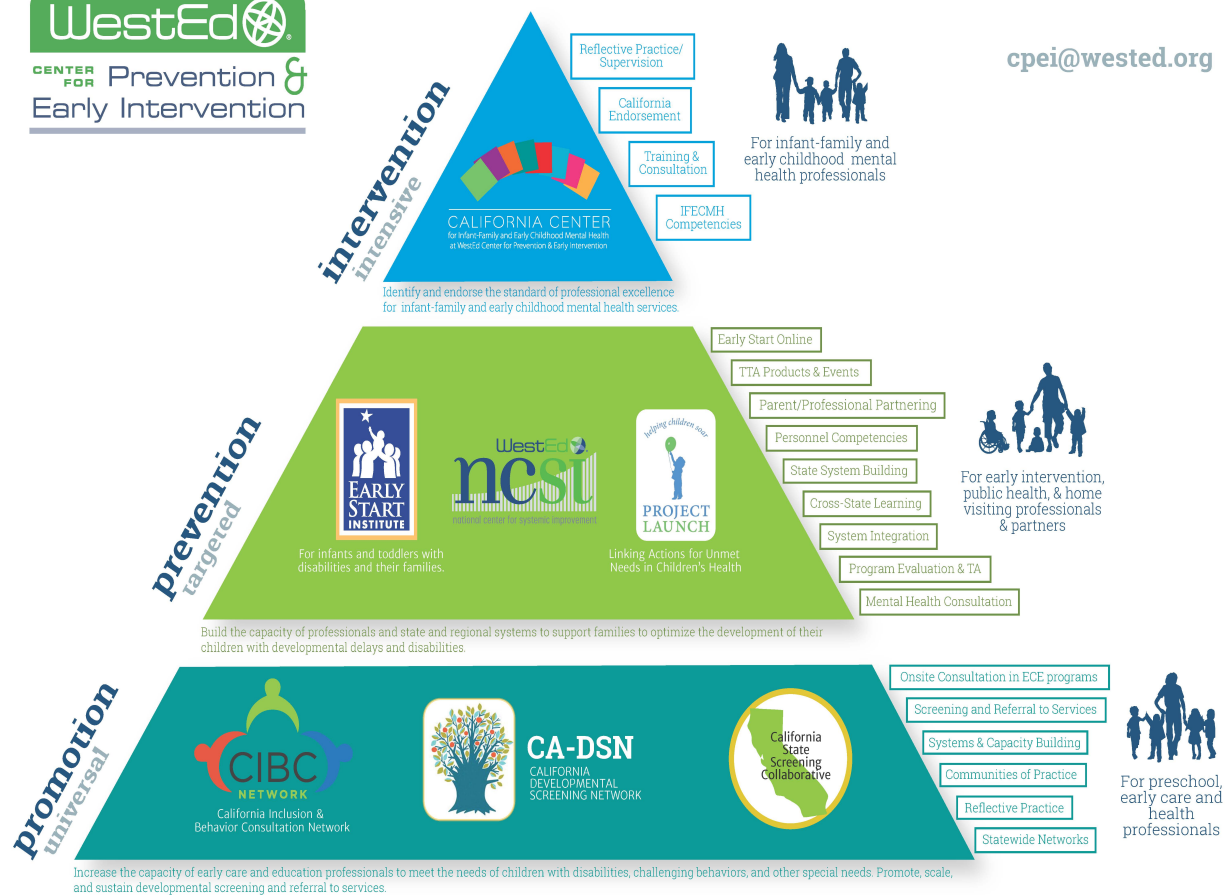 WestEd
CENTER FOR Prevention &
Early Intervention
cpei@wested.org
intervention
intensive
CALIFORNIA CENTER
for Infant-Family and Early Childhood Mental Health
at WestEd Center for Prevention & Early Intervention
Reflective Practice/
Supervision
California
Endorsement
Training &
Consultation
IFECMH
Competencies
For infant-family and
early childhood mental
health professionals
Identify and endorse the standard of professional excellence
for infant-family and early childhood mental health services.
prevention
targeted
EARLY
START
INSTITUTE
For infants and toddlers with
disabilities and their families.
WestEd
ncsi
national center for systemic improvement
helping children soar
PROJECT
LAUNCH
Linking Actions for Unmet
Needs in Children's Health
Early Start Online
TTA Products & Events
Parent/Professional Partnering
Personnel Competencies
State System Building
Cross-State Learning
System Integration
Program Evaluation & TA
Mental Health Consultation
For early intervention,
public health, & home
visiting professionals
& partners
Build the capacity of professionals and state and regional systems to support families to optimize the development of their
children with developmental delays and disabilities.
promotion
universal
CIBC
NETWORK
California Inclusion &
Behavior Consultation Network
CA-DSN
CALIFORNIA
DEVELOPMENTAL
SCREENING NETWORK
California
State
Screening
Collaborative
Onsite Consultation in ECE programs
Screening and Referral to Services
Systems & Capacity Building
Communities of Practice
Reflective Practice
Statewide Networks
For preschool,
early care and
health
professionals
Increase the capacity of early care and education professionals to meet the needs of children with disabilities, challenging behaviors, and other special needs. Promote, scale,
and sustain developmental screening and referral to services.